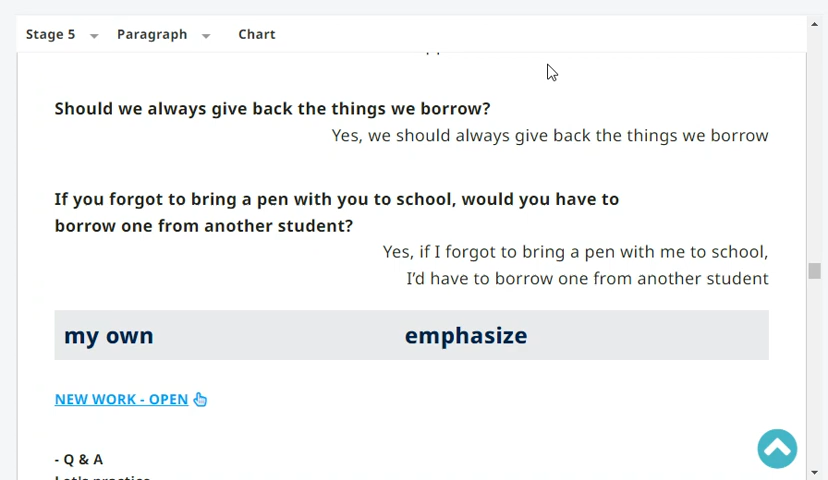 Stage 5 Paragraph Chart
Should we always give back the things we borrow?
Yes, we should always give back the things we borrow
If you forgot to bring a pen with you to school, would you have to
borrow one from another student?
Yes, if I forgot to bring a pen with me to school,
I'd have to borrow one from another student
my own emphasize
NEW WORK - OPEN
- Q & A
Let's practice